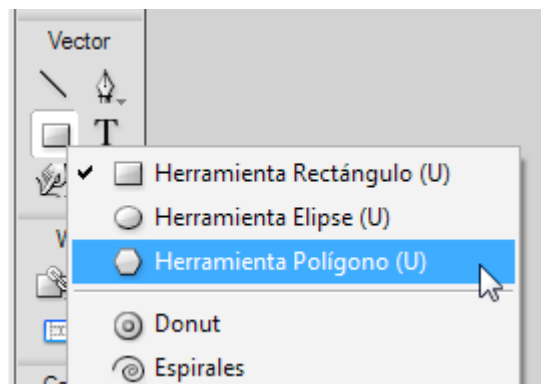 Vector
T
Herramienta Rectángulo (U)
Herramienta Elipse (U)
Herramienta Polígono (U)
Donut
Espirales